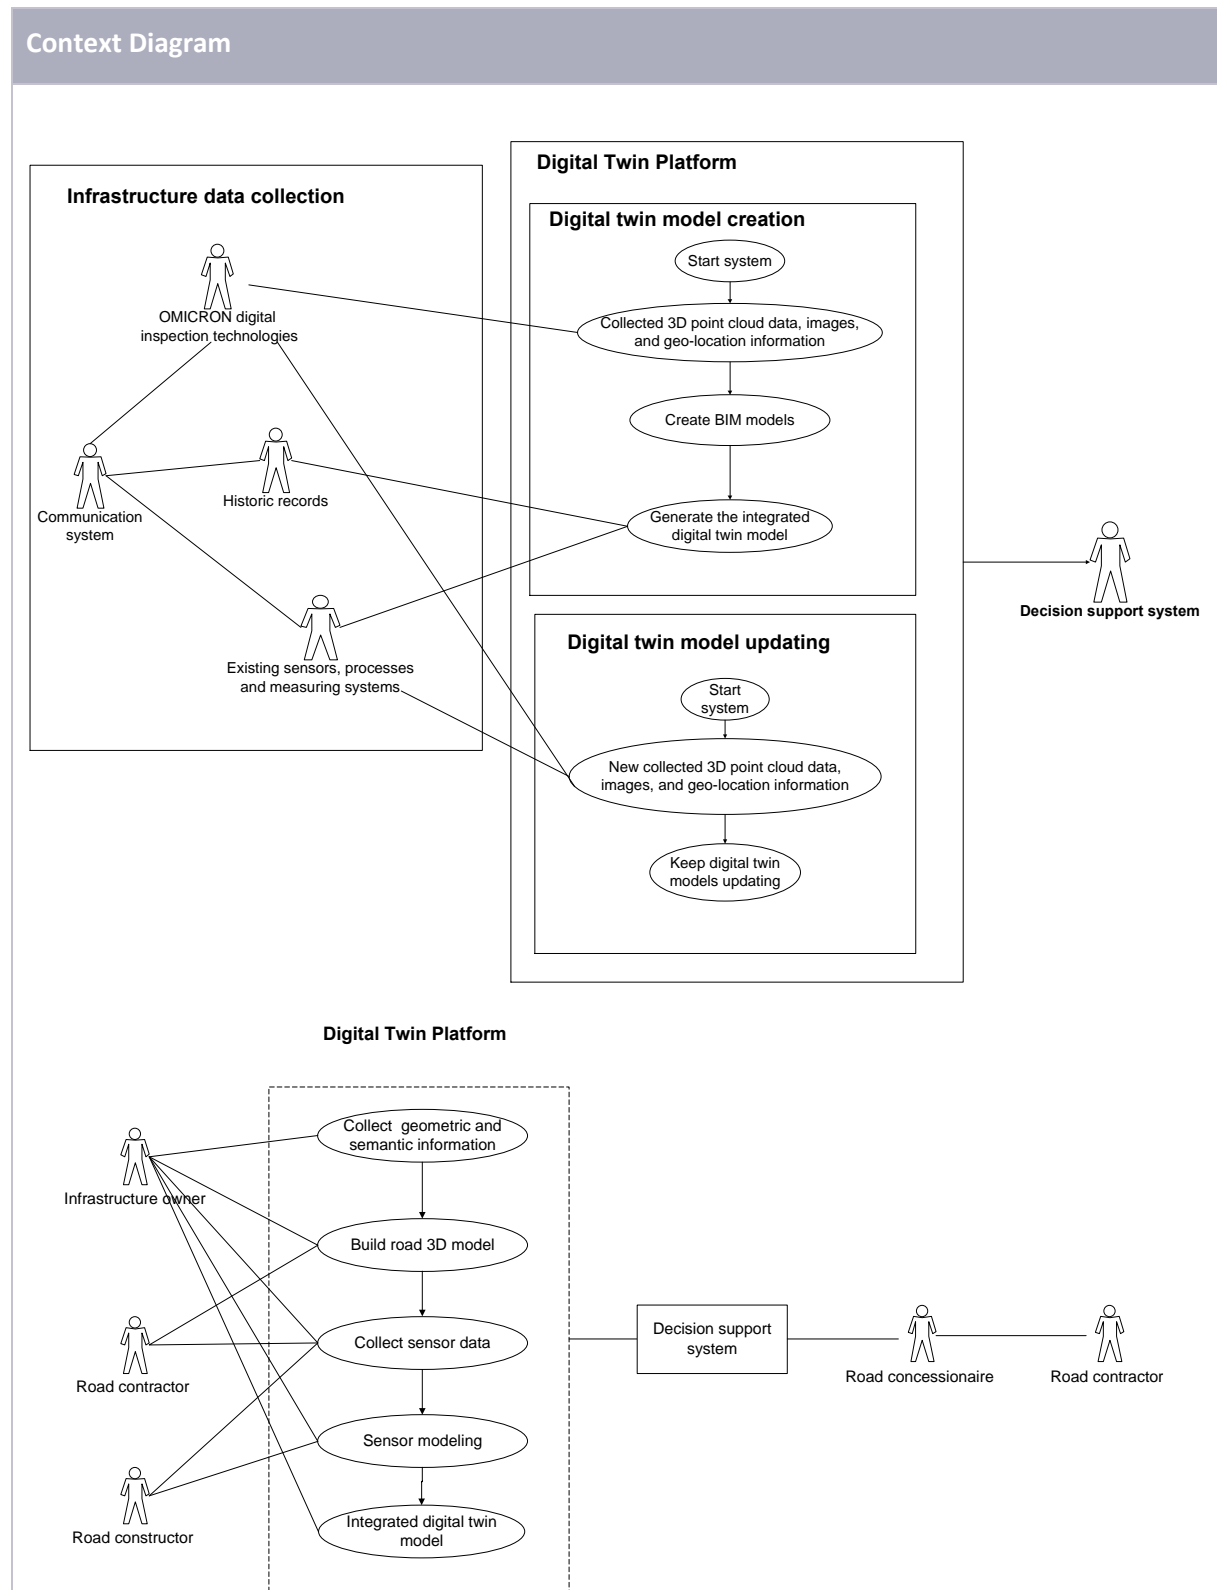 Context Diagram
Infrastructure data collection
OMICRON digital
inspection technologies
Historic records
Communication
system
Existing sensors, processes
and measuring systems
Digital Twin Platform
Digital twin model creation
Start system
Collected 3D point cloud data, images,
and geo-location information
Create BIM models
Generate the integrated
digital twin model
Digital twin model updating
Start
system
New collected 3D point cloud data,
images, and geo-location information
Keep digital twin
models updating
Decision support system
Digital Twin Platform
Infrastructure owner
Road contractor
Road constructor
Collect geometric and
semantic information
Build road 3D model
Collect sensor data
Sensor modeling
Integrated digital twin
model
Decision support
system
Road concessionaire
Road contractor